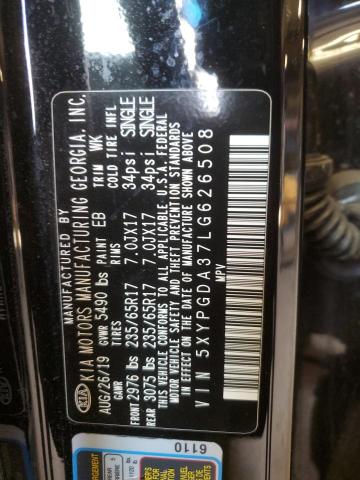 MANUFACTURED BY
KIA KIA MOTORS MANUFACTURING GEORGIA, INC.
AUG/26/19 GVWR 5490 lbs PAINT EB TRIM WK
GAWR TIRES RIMS COLD TIRE INFL
FRONT 2976 lbs 235/65R17 7.0JX17 34psi SINGLE
REAR 3075 lbs 235/65R17 7.0JX17 34psi SINGLE
THIS VEHICLE CONFORMS TO ALL APPLICABLE U.S.A. FEDERAL
MOTOR VEHICLE SAFETY AND THEFT PREVENTION STANDARDS
IN EFFECT ON THE DATE OF MANUFACTURE SHOWN ABOVE
VIN 5XYPGDA37LG626508
MPV
6110